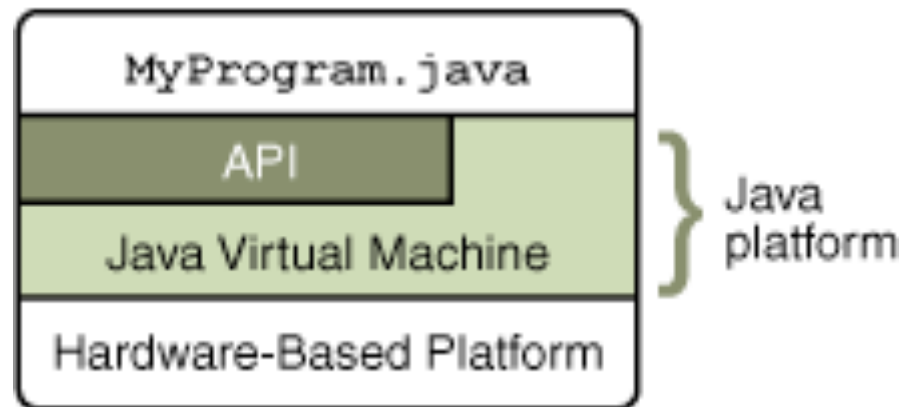 MyProgram.java
API
Java Virtual Machine
Hardware-Based Platform
Java
platform